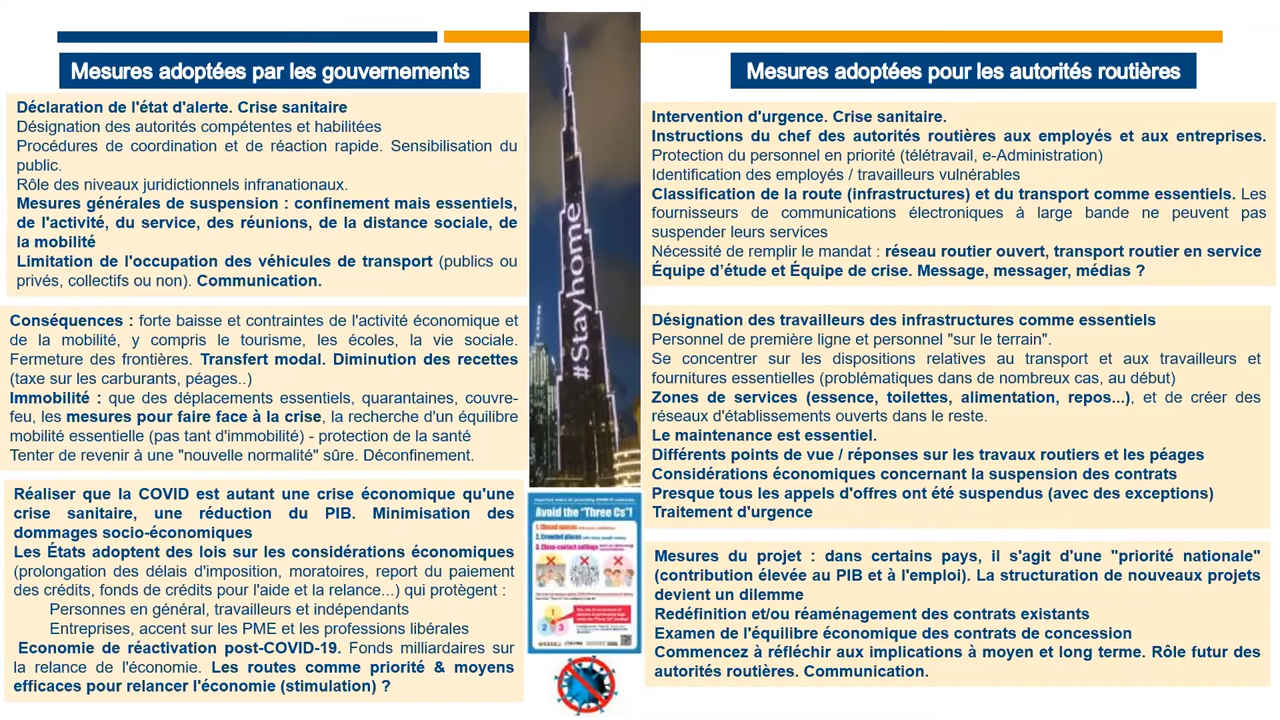 Mesures adoptées par les gouvernements
Déclaration de l'état d'alerte. Crise sanitaire
Désignation des autorités compétentes et habilitées
Procédures de coordination et de réaction rapide. Sensibilisation du
public.
Rôle des niveaux juridictionnels infranationaux.
Mesures générales de suspension : confinement mais essentiels,
de l'activité, du service, des réunions, de la distance sociale, de
la mobilité
Limitation de l'occupation des véhicules de transport (publics ou
privés, collectifs ou non). Communication.
Conséquences : forte baisse et contraintes de l'activité économique et
de la mobilité, y compris le tourisme, les écoles, la vie sociale.
Fermeture des frontières. Transfert modal. Diminution des recettes
(taxe sur les carburants, péages..)
Immobilité : que des déplacements essentiels, quarantaines, couvre-
feu, les mesures pour faire face à la crise, la recherche d'un équilibre
mobilité essentielle (pas tant d'immobilité) - protection de la santé
Tenter de revenir à une "nouvelle normalité" sûre. Déconfinement.
Réaliser que la COVID est autant une crise économique qu'une
crise sanitaire, une réduction du PIB. Minimisation des
dommages socio-économiques
Les États adoptent des lois sur les considérations économiques
(prolongation des délais d'imposition, moratoires, report du paiement
des crédits, fonds de crédits pour l'aide et la relance...) qui protègent :
Personnes en général, travailleurs et indépendants
Entreprises, accent sur les PME et les professions libérales
Economie de réactivation post-COVID-19. Fonds milliardaires sur
la relance de l'économie. Les routes comme priorité & moyens
efficaces pour relancer l'économie (stimulation) ?
#Stayhome
Avoid the "Three Cs"!
1. Closed spaces
2. Crowded places
3. Close-contact settings
Mesures adoptées pour les autorités routières
Intervention d'urgence. Crise sanitaire.
Instructions du chef des autorités routières aux employés et aux entreprises.
Protection du personnel en priorité (télétravail, e-Administration)
Identification des employés / travailleurs vulnérables
Classification de la route (infrastructures) et du transport comme essentiels. Les
fournisseurs de communications électroniques à large bande ne peuvent pas
suspender leurs services
Nécessité de remplir le mandat : réseau routier ouvert, transport routier en service
Équipe d'étude et Équipe de crise. Message, messager, médias ?
Désignation des travailleurs des infrastructures comme essentiels
Personnel de première ligne et personnel "sur le terrain".
Se concentrer sur les dispositions relatives au transport et aux travailleurs et
fournitures essentielles (problématiques dans de nombreux cas, au début)
Zones de services (essence, toilettes, alimentation, repos...), et de créer des
réseaux d'établissements ouverts dans le reste.
Le maintenance est essentiel.
Différents points de vue / réponses sur les travaux routiers et les péages
Considérations économiques concernant la suspension des contrats
Presque tous les appels d'offres ont été suspendus (avec des exceptions)
Traitement d'urgence
Mesures du projet : dans certains pays, il s'agit d'une "priorité nationale"
(contribution élevée au PIB et à l'emploi). La structuration de nouveaux projets
devient un dilemme
Redéfinition et/ou réaménagement des contrats existants
Examen de l'équilibre économique des contrats de concession
Commencez à réfléchir aux implications à moyen et long terme. Rôle futur des
autorités routières. Communication.